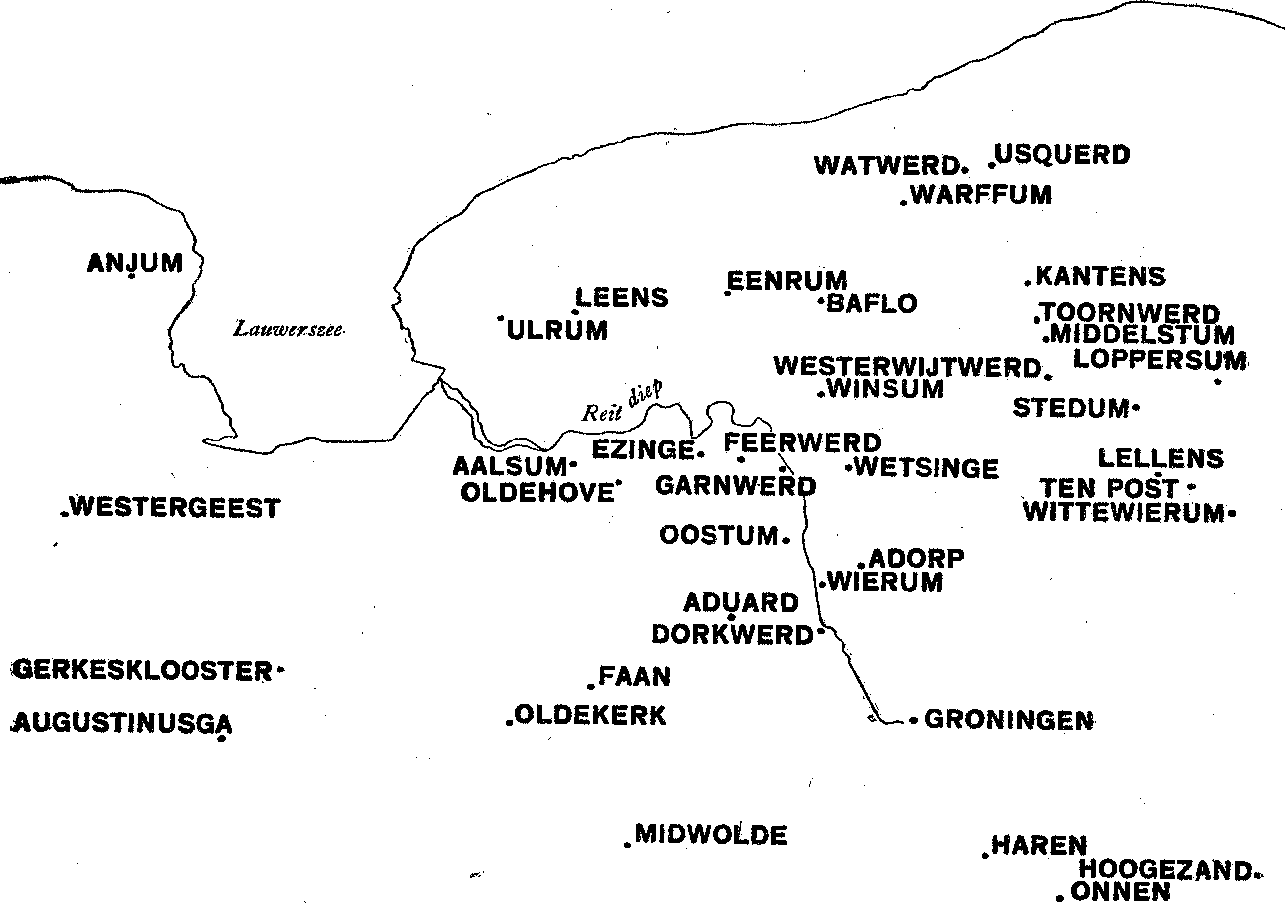 WATWERD.
USQUERD
WARFFUM
ANJUM
Lauwerszee
LEENS
ULRUM
EENRUM
BAFLO
KANTENS
TOORNWERD
MIDDELSTUM
LOPPERSUM
WESTERWIJTWERD
WINSUM
STEDUM
Reit diep
EZINGE
FEERWERD
AALSUM
OLDEHOVE
GARNWERD
WETSINGE
LELLENS
TEN POST
WITTEWIERUM
WESTERGEEST
OOSTUM
ADORP
WIERUM
ADUARD
DORKWERD
GERKESKLOOSTER
FAAN
AUGUSTINUSGA
OLDEKERK
GRONINGEN
MIDWOLDE
HAREN
HOOGEZAND
ONNEN